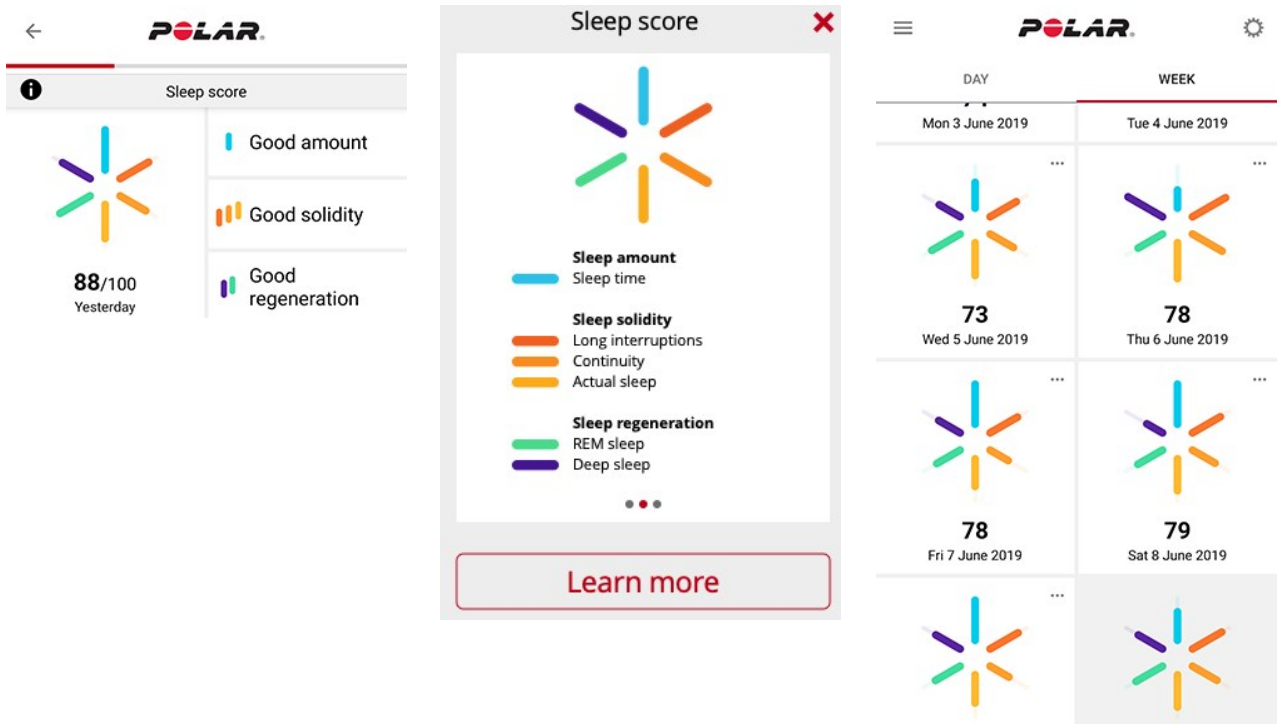 POLAR
Sleep score
Good amount
Good solidity
Good
regeneration
88/100
Yesterday
Sleep score
Sleep amount
Sleep time
Sleep solidity
Long interruptions
Continuity
Actual sleep
Sleep regeneration
REM sleep
Deep sleep
Learn more
POLAR
DAY
WEEK
Mon 3 June 2019
Tue 4 June 2019
73
Wed 5 June 2019
78
Thu 6 June 2019
78
Fri 7 June 2019
79
Sat 8 June 2019